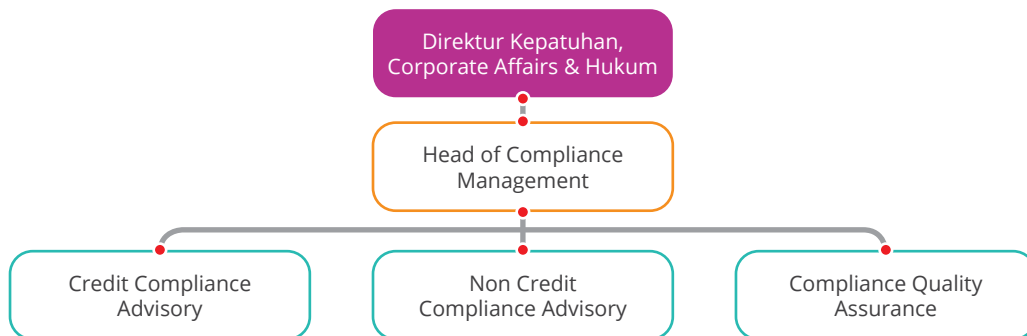 Direktur Kepatuhan,
Corporate Affairs & Hukum
Head of Compliance
Management
Credit Compliance
Advisory
Non Credit
Compliance Advisory
Compliance Quality
Assurance